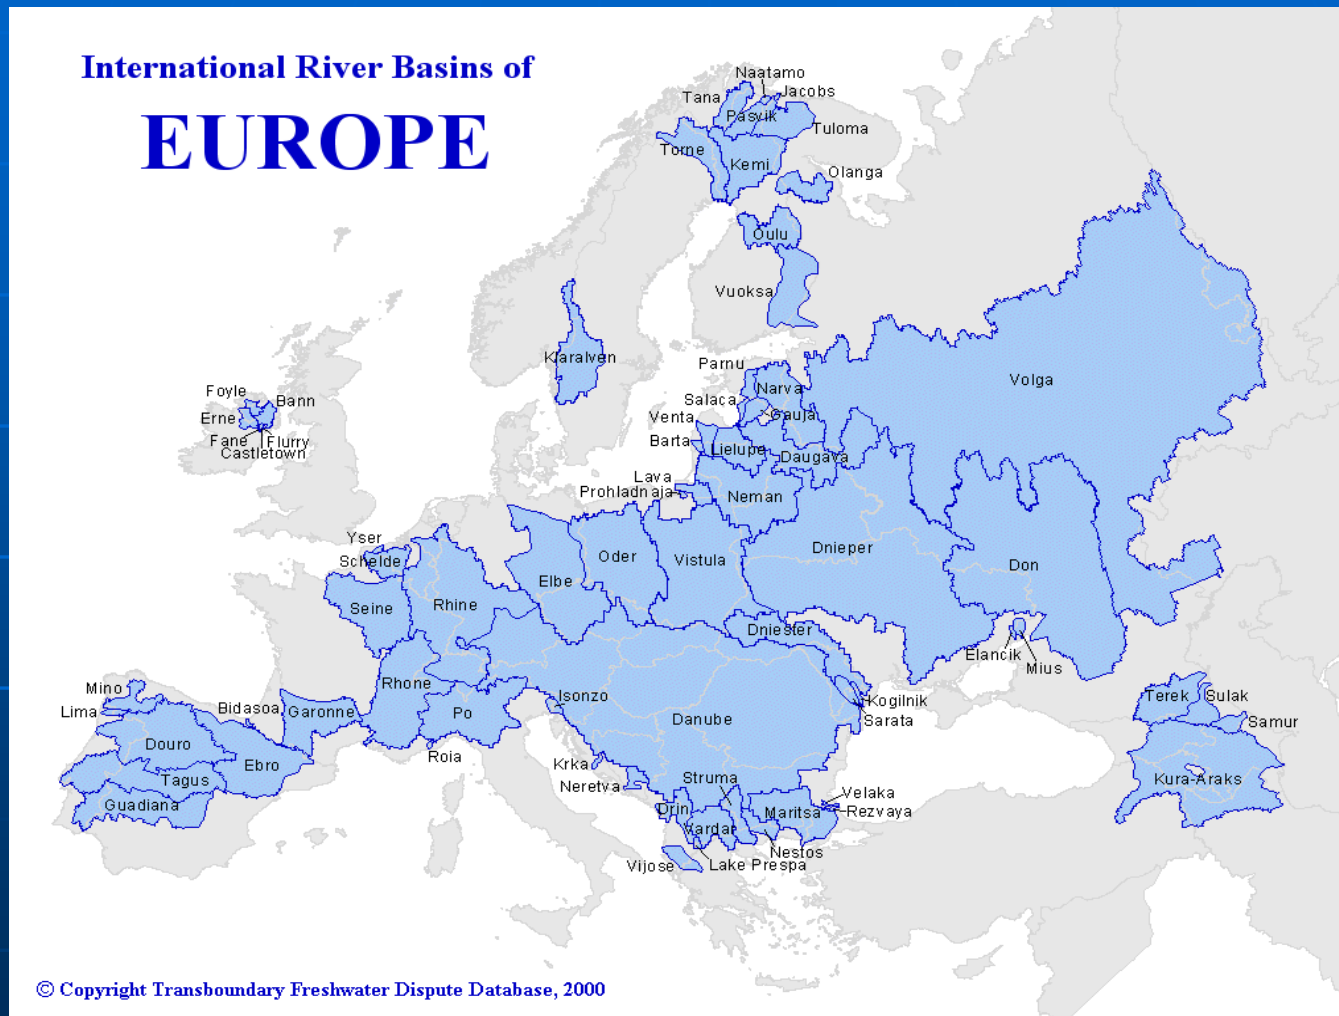 International River Basins of
EUROPE
Naatamo
Tana
Jacobs
Pasvik
Tuloma
Torne
Kemi
Olanga
Oulu
Vuoksa
Klaralven
Parnu
Volga
Foyle
Bann
Narva
Salaca
Erne
Venta
Gauja
Fane
Flurry
Barta
Castletown
Lielupe
Daugava
Lava
Prohladnaja
Neman
Yser
Schelde
Dnieper
Oder
Vistula
Don
Elbe
Seine
Rhine
Dniester
Elancik
Mius
Mino
Rhone
Isonzo
Terek
Sulak
Lima
Bidasoa
Garonne
Po
Kogilnik
Danube
Sarata
Samur
Douro
Roia
Ebro
Krka
Tagus
Struma
Kura-Araks
Neretva
Velaka
Guadiana
Drin
Maritsa
Rezvaya
Vardar
Nestos
Vijose
Lake Prespa
© Copyright Transboundary Freshwater Dispute Database, 2000